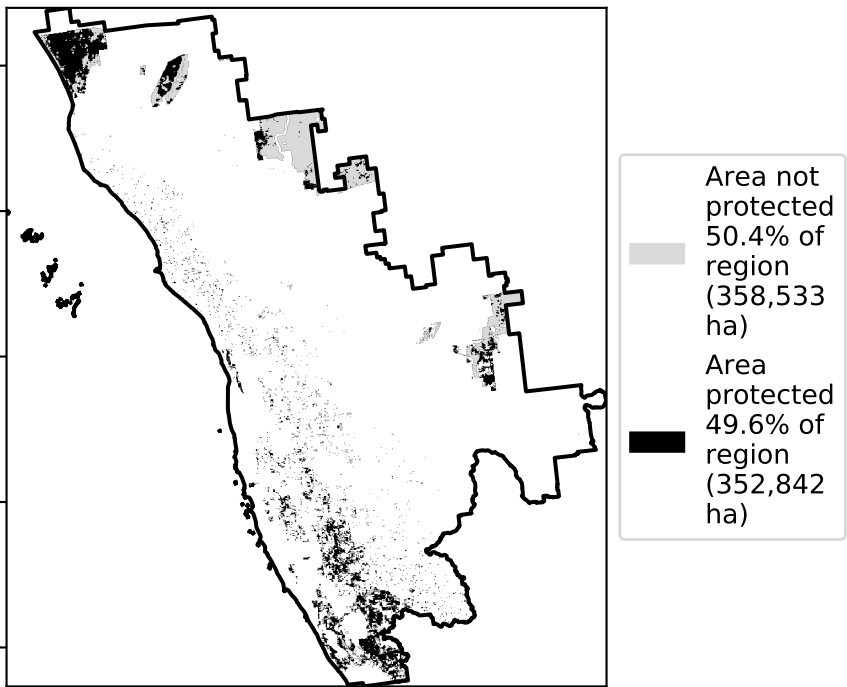 Area not
protected
50.4% of
region
(358,533
ha)
Area
protected
49.6% of
region
(352,842
ha)